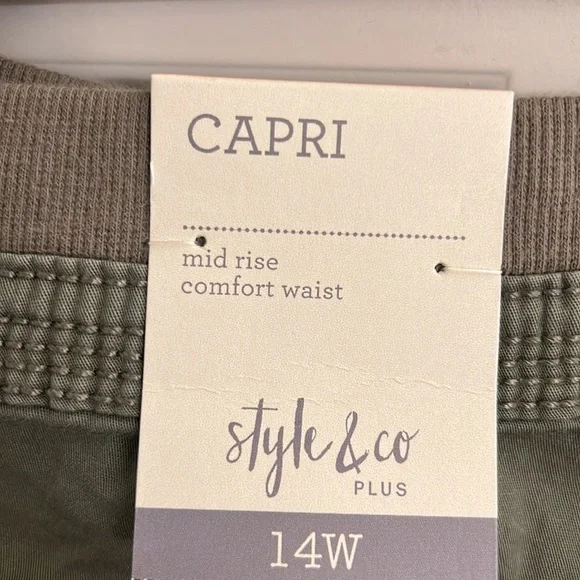 CAPRI
mid rise
comfort waist
style & co
PLUS
14W